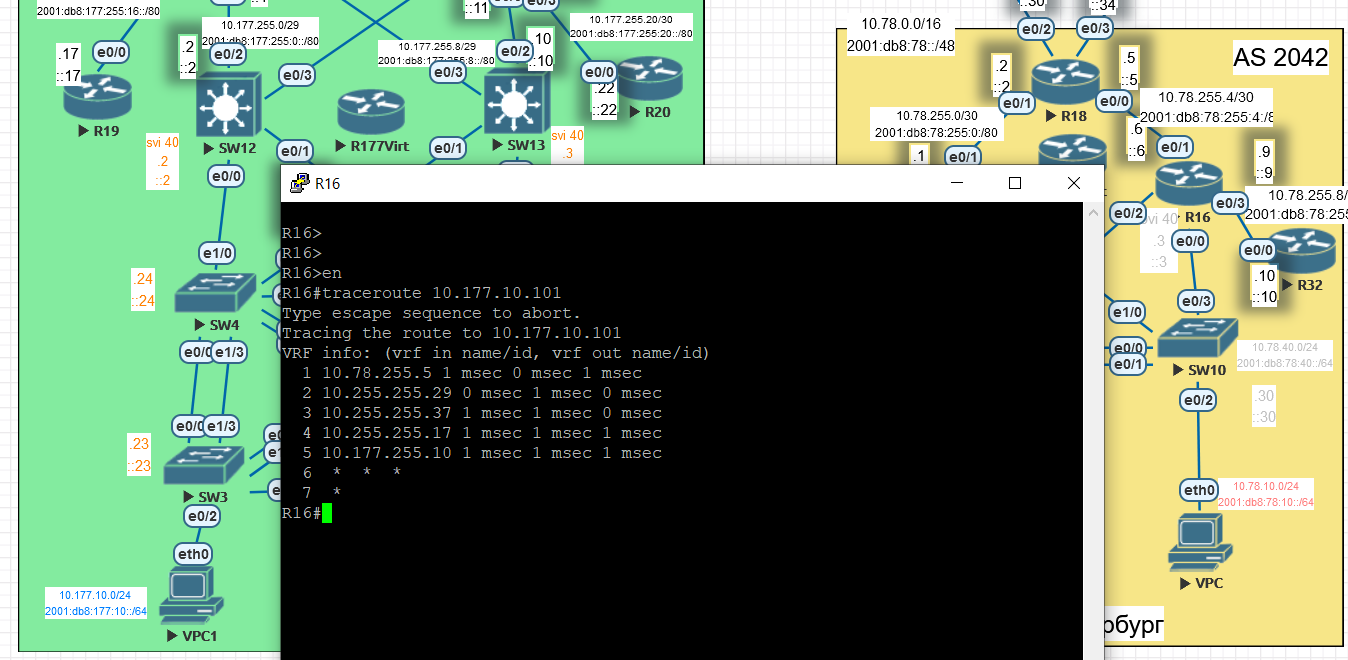 2001:db8:177:255:16::/80
.17
::17
e0/0
R19
10.177.255.0/29
2001:db8:177:255:0::/80
.2
::2
e0/2
e0/3
SW12
svi 40
.2
::2
e0/1
e0/0
R177Virt
::11
10.177.255.8/29
2001:db8:177:255:8::/80
e0/3
e0/3
e0/2
.10
::10
10.177.255.20/30
2001:db8:177:255:20::/80
e0/0
.22
::22
R20
e0/1
SW13
svi 40
.3
e1/0
.24
::24
SW4
e0/0
e1/3
e0/0
e1/3
.23
::23
SW3
e0/2
eth0
10.177.10.0/24
2001:db8:177:10::/64
VPC1
R16
R16>
R16>
R16>en
R16#traceroute 10.177.10.101
Type escape sequence to abort.
Tracing the route to 10.177.10.101
VRF info: (vrf in name/id, vrf out name/id)
1 10.78.255.5 1 msec 0 msec 1 msec
2 10.255.255.29 0 msec 1 msec 0 msec
3 10.255.255.37 1 msec 1 msec 0 msec
4 10.255.255.17 1 msec 1 msec 1 msec
5 10.177.255.10 1 msec 1 msec 1 msec
6 * * *
7 *
R16#
10.78.0.0/16
2001:db8:78::/48
::30
::34
e0/2
e0/3
AS 2042
.2
::2
.5
::5
e0/1
e0/0
R18
10.78.255.0/30
2001:db8:78:255:0:/80
10.78.255.4/30
2001:db8:78:255:4:/8
.1
e0/1
.6
::6
e0/1
.9
::9
10.78.255.8/
2001:db8:78:255
e0/2
svi 40
.3
::3
R16
e0/3
e0/0
e0/0
.10
::10
R32
e1/0
e0/3
e0/0
e0/1
SW10
10.78.40.0/24
2001:db8:78:40::/64
e0/2
.30
::30
eth0
10.78.10.0/24
2001:db8:78:10::/64
VPC
рбург